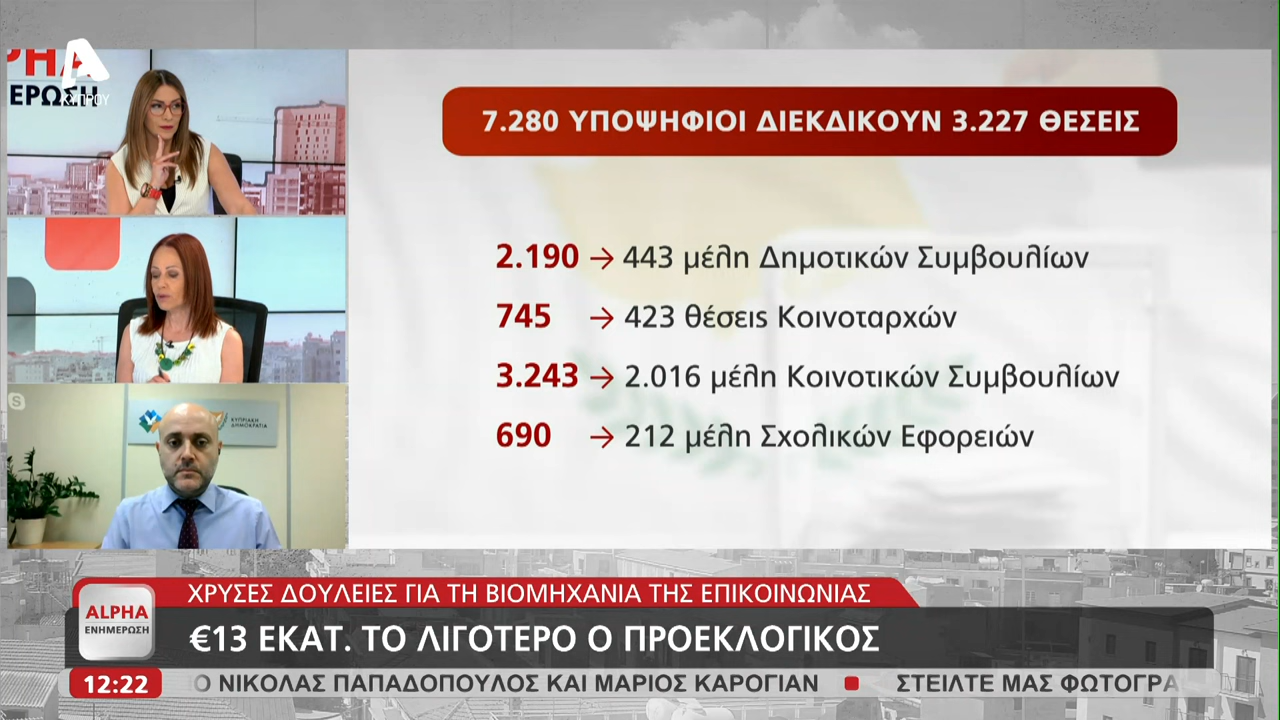 ΕΡΩΣΗ
ΚΥΠΡΟΥ
7.280 ΥΠΟΨΗΦΙΟΙ ΔΙΕΚΔΙΚΟΥΝ 3.227 ΘΕΣΕΙΣ
2.190 → 443 μέλη Δημοτικών Συμβουλίων
745 → 423 θέσεις Κοινοταρχών
3.243 → 2.016 μέλη Κοινοτικών Συμβουλίων
690 → 212 μέλη Σχολικών Εφορειών
ΚΥΠΡΙΑΚΗ
ΔΗΜΟΚΡΑΤΙΑ
ΧΡΥΣΕΣ ΔΟΥΛΕΙΕΣ ΓΙΑ ΤΗ ΒΙΟΜΗΧΑΝΙΑ ΤΗΣ ΕΠΙΚΟΙΝΩΝΙΑΣ
ALPHA
ΕΝΗΜΕΡΩΣΗ
€13 ΕΚΑΤ. ΤΟ ΛΙΓΟΤΕΡΟ Ο ΠΡΟΕΚΛΟΓΙΚΟΣ
12:22
Ο ΝΙΚΟΛΑΣ ΠΑΠΑΔΟΠΟΥΛΟΣ ΚΑΙ ΜΑΡΙΟΣ ΚΑΡΟΓΙΑΝ ■ ΣΤΕΙΛΤΕ ΜΑΣ ΦΩΤΟΓΡΑ